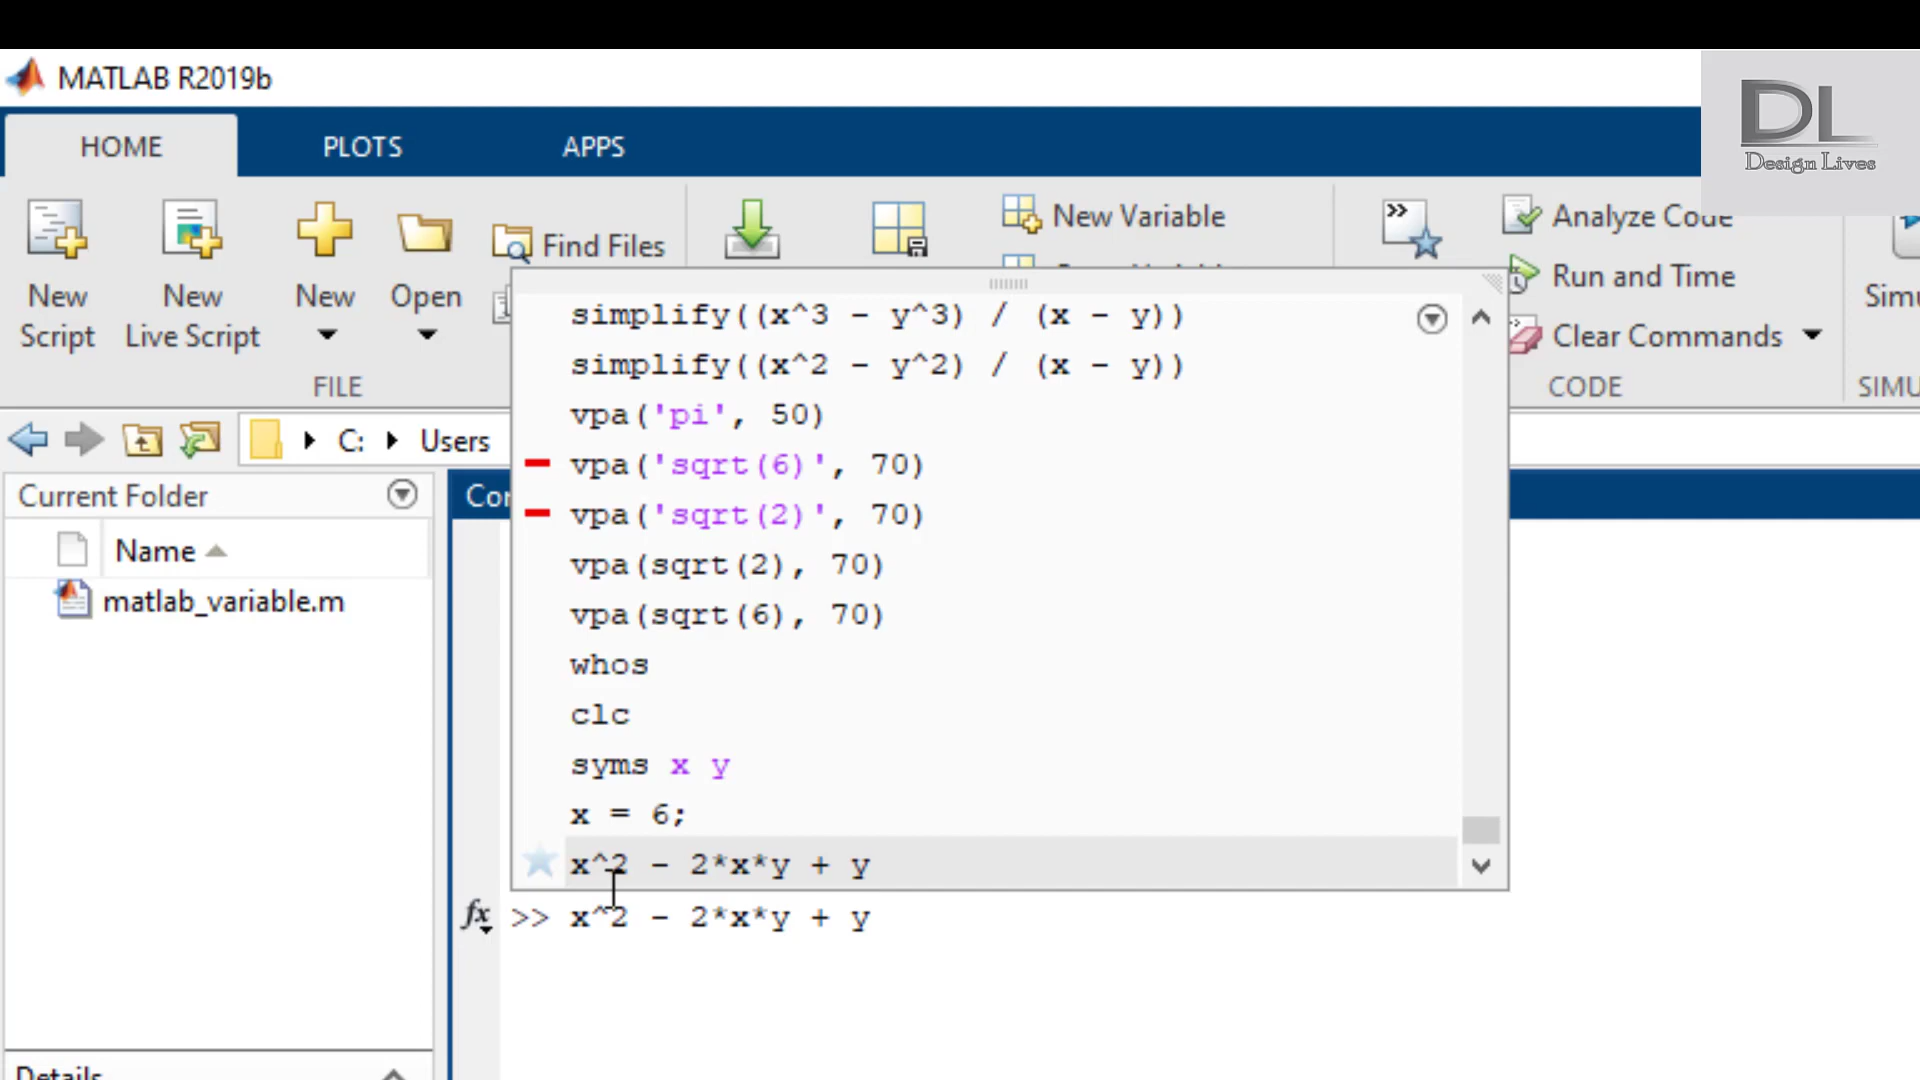 MATLAB R2019b
DL
Design Lives
HOME PLOTS APPS
New Script
New Live Script
New
Open
Find Files
New Variable
Analyze Code
Run and Time
Clear Commands
FILE
CODE
C: Users
Current Folder
Name
matlab_variable.m
simplify((x^3 - y^3) / (x - y))
simplify((x^2 - y^2) / (x - y))
vpa('pi', 50)
vpa('sqrt(6)', 70)
vpa('sqrt(2)', 70)
vpa(sqrt(2), 70)
vpa(sqrt(6), 70)
whos
clc
syms x y
x = 6;
x^2 - 2*x*y + y
fx >> x^2 - 2*x*y + y
Details